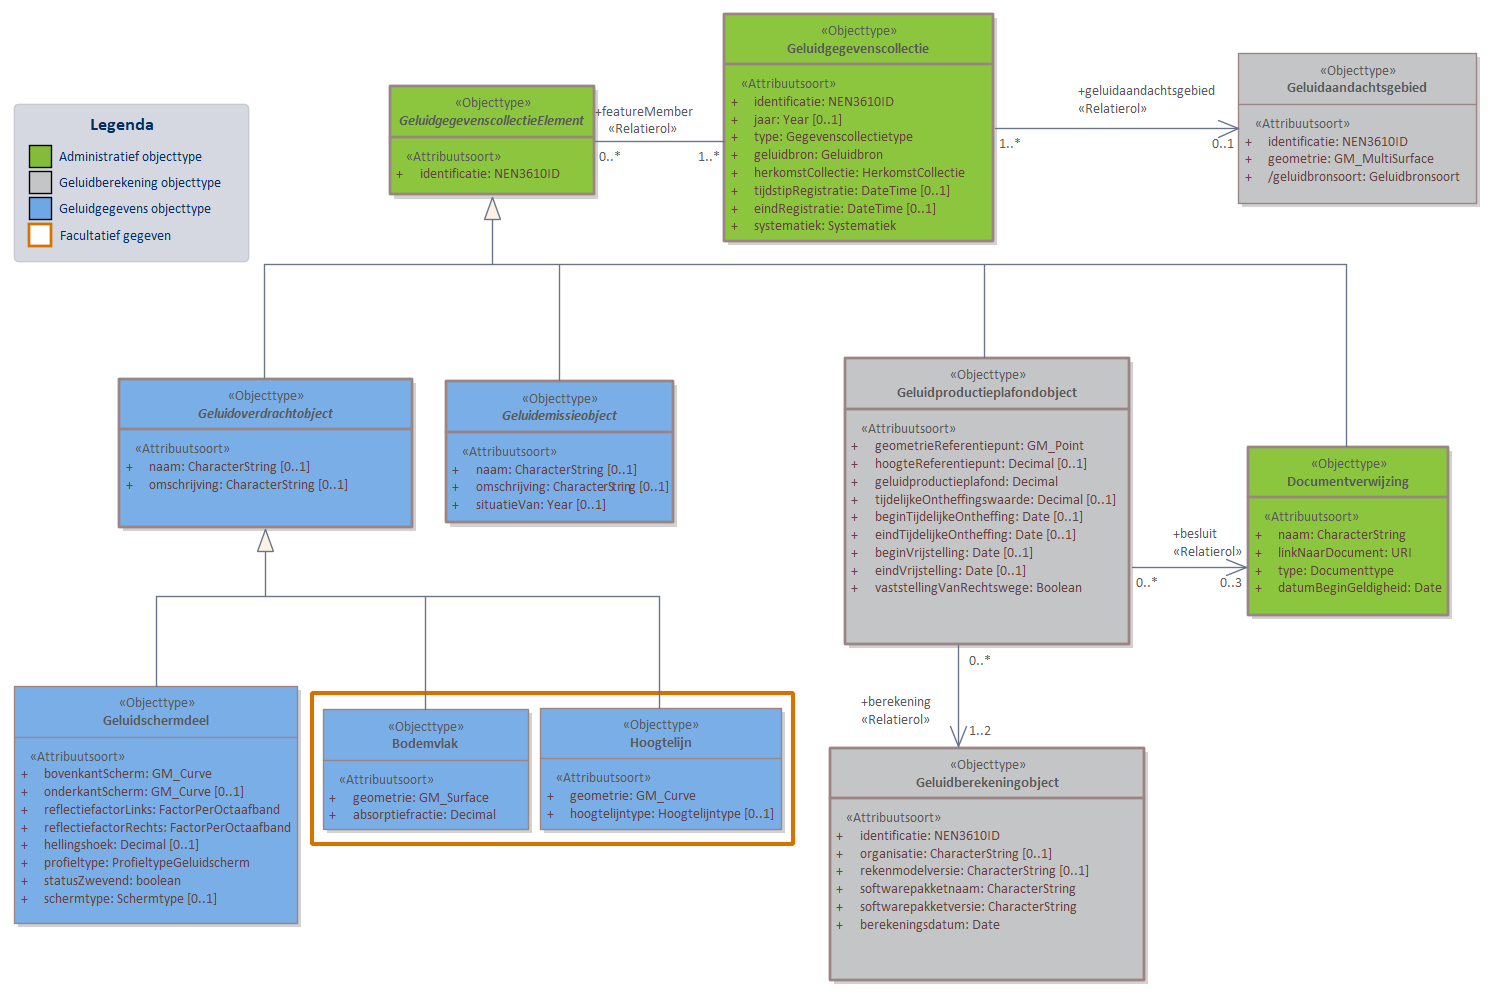 Legenda
Administratief objecttype
Geluidberekening objecttype
Geluidgegevens objecttype
Facultatief gegeven
«Objecttype»
GeluidgegevenscollectieElement
«Attribuutsoort»
+ identificatie: NEN3610ID
+featureMember
«Relatierol»
0..*
1..*
«Objecttype»
Geluidgegevenscollectie
«Attribuutsoort»
+ identificatie: NEN3610ID
+ jaar: Year [0..1]
+ type: Gegevenscollectietype
+ geluidbron: Geluidbron
+ herkomstCollectie: HerkomstCollectie
+ tijdstipRegistratie: DateTime [0..1]
+ eindRegistratie: DateTime [0..1]
+ systematiek: Systematiek
+geluidaandachtsgebied
«Relatierol»
1..*
0..1
«Objecttype»
Geluidaandachtsgebied
«Attribuutsoort»
+ identificatie: NEN3610ID
+ geometrie: GM_MultiSurface
+ /geluidbronsoort: Geluidbronsoort
«Objecttype»
Geluidoverdrachtobject
«Attribuutsoort»
+ naam: CharacterString [0..1]
+ omschrijving: CharacterString [0..1]
«Objecttype»
Geluidemissieobject
«Attribuutsoort»
+ naam: CharacterString [0..1]
+ omschrijving: CharacterString [0..1]
+ situatieVan: Year [0..1]
«Objecttype»
Geluidproductieplafondobject
«Attribuutsoort»
+ geometrieReferentiepunt: GM_Point
+ hoogteReferentiepunt: Decimal [0..1]
+ geluidproductieplafond: Decimal
+ tijdelijkeOntheffingswaarde: Decimal [0..1]
+ beginTijdelijkeOntheffing: Date [0..1]
+ eindTijdelijkeOntheffing: Date [0..1]
+ beginVrijstelling: Date [0..1]
+ eindVrijstelling: Date [0..1]
+ vaststellingVanRechtswege: Boolean
+besluit
«Relatierol»
0..*
0..3
«Objecttype»
Documentverwijzing
«Attribuutsoort»
+ naam: CharacterString
+ linkNaarDocument: URI
+ type: Documenttype
+ datumBeginGeldigheid: Date
0..*
+berekening
«Relatierol»
1..2
«Objecttype»
Geluidschermdeel
«Attribuutsoort»
+ bovenkantScherm: GM_Curve
+ onderkantScherm: GM_Curve [0..1]
+ reflectiefactorLinks: FactorPerOctaafband
+ reflectiefactorRechts: FactorPerOctaafband
+ hellingshoek: Decimal [0..1]
+ profieltype: ProfieltypeGeluidscherm
+ statusZwevend: boolean
+ schermtype: Schermtype [0..1]
«Objecttype»
Bodemvlak
«Attribuutsoort»
+ geometrie: GM_Surface
+ absorptiefractie: Decimal
«Objecttype»
Hoogtelijn
«Attribuutsoort»
+ geometrie: GM_Curve
+ hoogtelijntype: Hoogtelijntype [0..1]
«Objecttype»
Geluidberekeningobject
«Attribuutsoort»
+ identificatie: NEN3610ID
+ organisatie: CharacterString [0..1]
+ rekenmodelversie: CharacterString [0..1]
+ softwarepakketnaam: CharacterString
+ softwarepakketversie: CharacterString
+ berekeningsdatum: Date